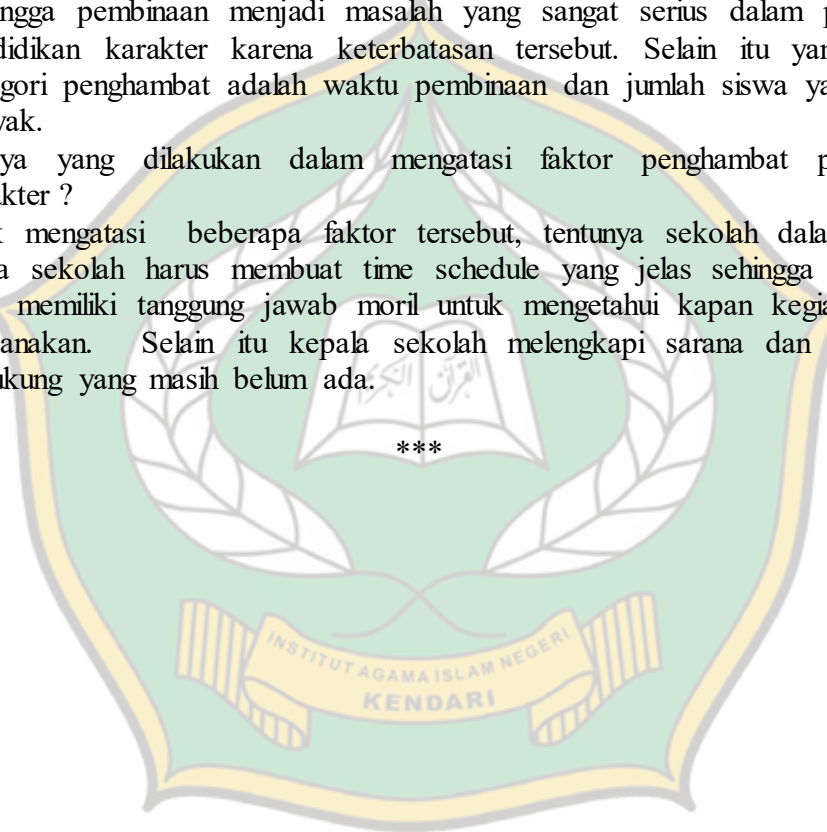 ngga pembinaan menjadi masalah yang sangat serius dalam p
didikan karakter karena keterbatasan tersebut. Selain itu yan
gori penghambat adalah waktu pembinaan dan jumlah siswa ya
yak.
ya yang dilakukan dalam mengatasi faktor penghambat p
kter ?
k mengatasi beberapa faktor tersebut, tentunya sekolah dala
a sekolah harus membuat time schedule yang jelas sehingga
memiliki tanggung jawab moril untuk mengetahui kapan kegia
anakan. Selain itu kepala sekolah melengkapi sarana dan
ukung yang masih belum ada.
القرآن الكريم
***
INSTITUT AGAMA ISLAM NEGERI
KENDARI